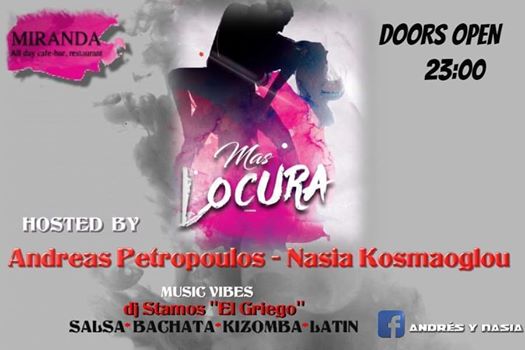 MIRANDA
All day cafe-bar, restaurant
DOORS OPEN
23:00
Mas
LOCURA
HOSTED BY
Andreas Petropoulos - Nasia Kosmaoglou
MUSIC VIBES
dj Stamos "El Griego"
SALSA*BACHATA*KIZOMBA*LATIN
f ANDRÉS Y NASIA